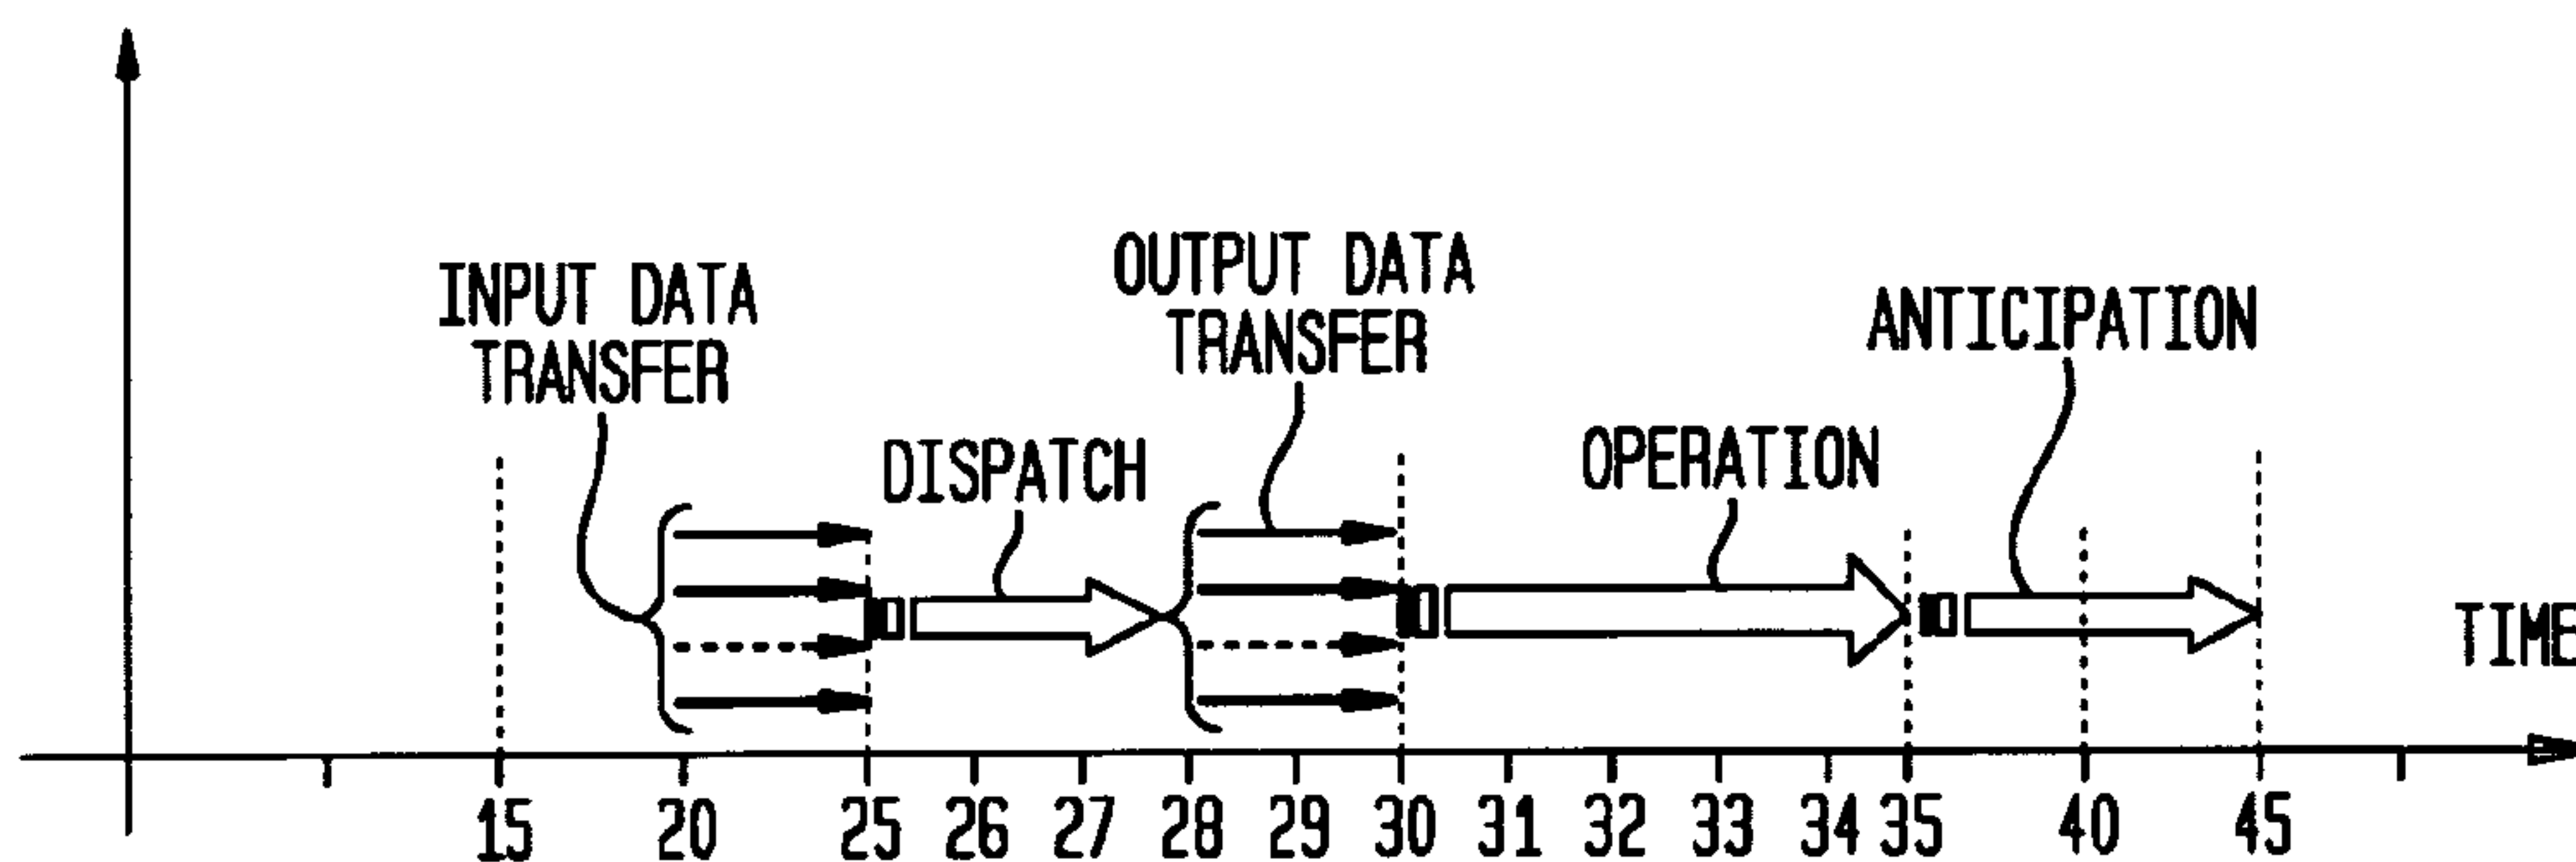 INPUT DATA
TRANSFER
DISPATCH
OUTPUT DATA
TRANSFER
OPERATION
ANTICIPATION
TIME
15 20 25 26 27 28 29 30 31 32 33 34 35 40 45